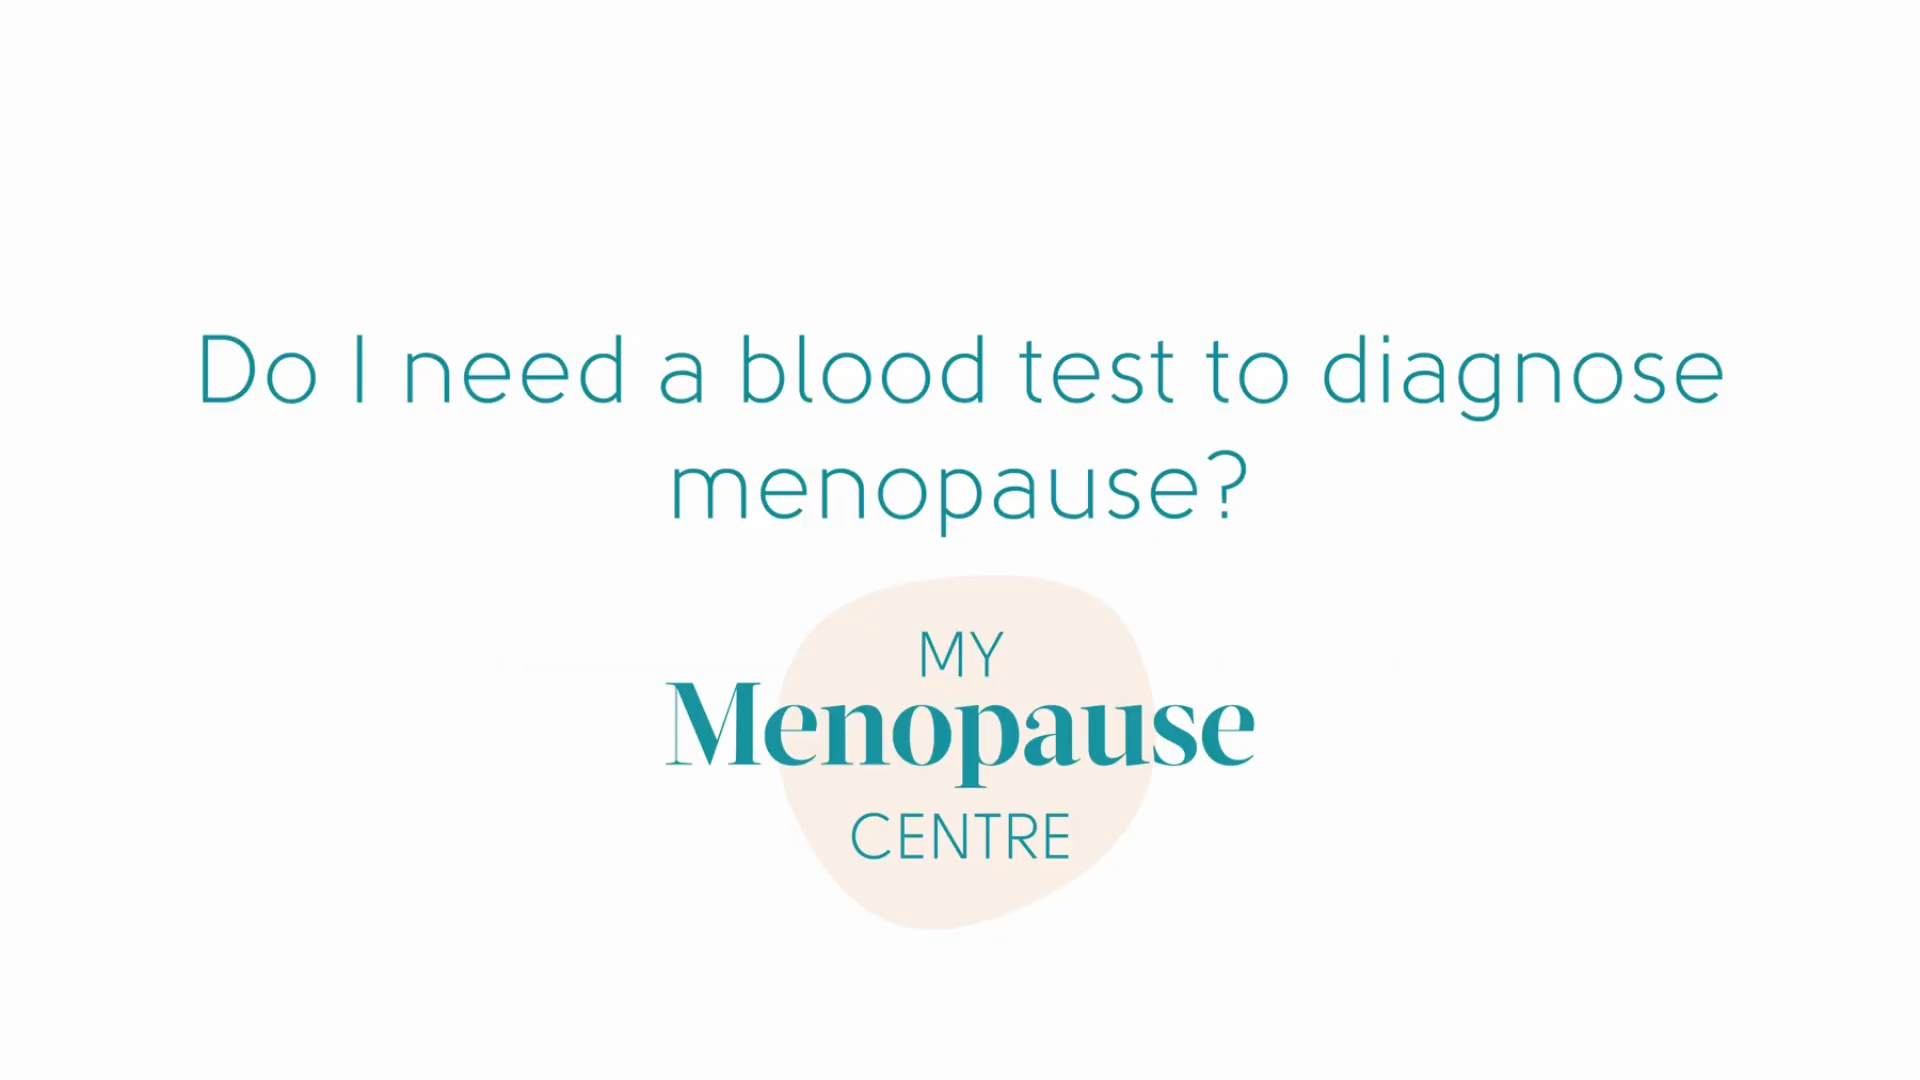 Do I need a blood test to diagnose
menopause?
MY
Menopause
CENTRE